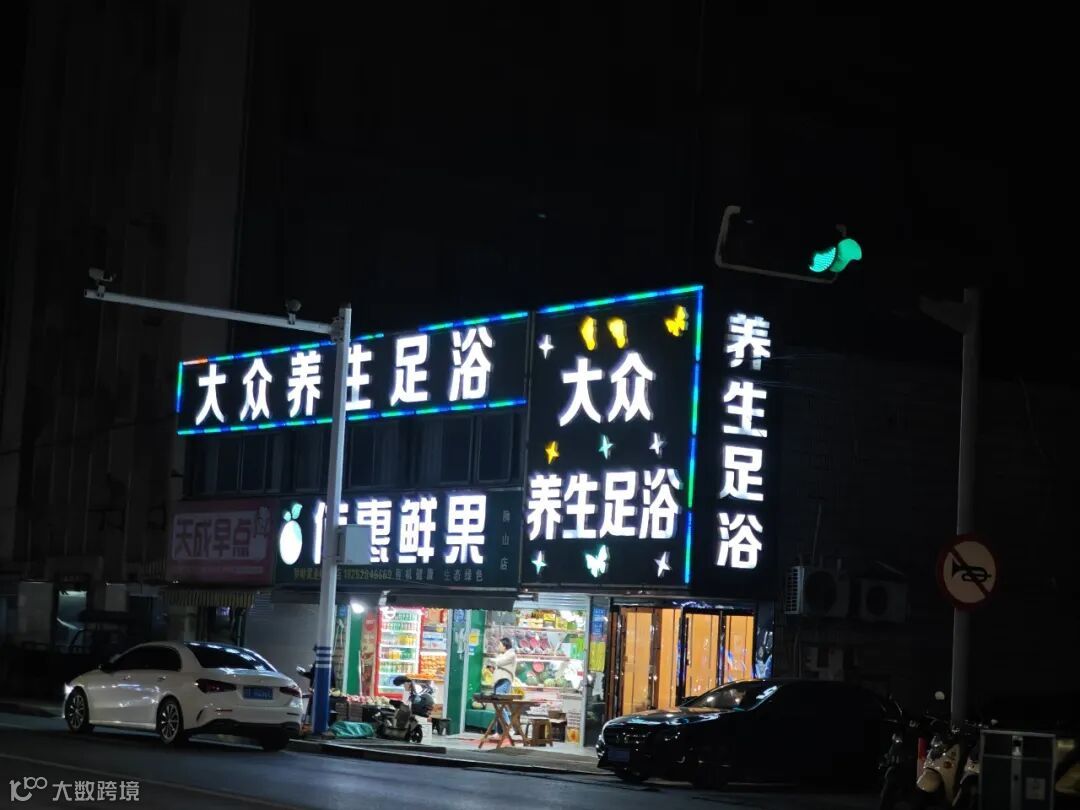 大众养生足浴
大众
养生足浴
养生足浴
天成早点
惠鲜果
大数跨境